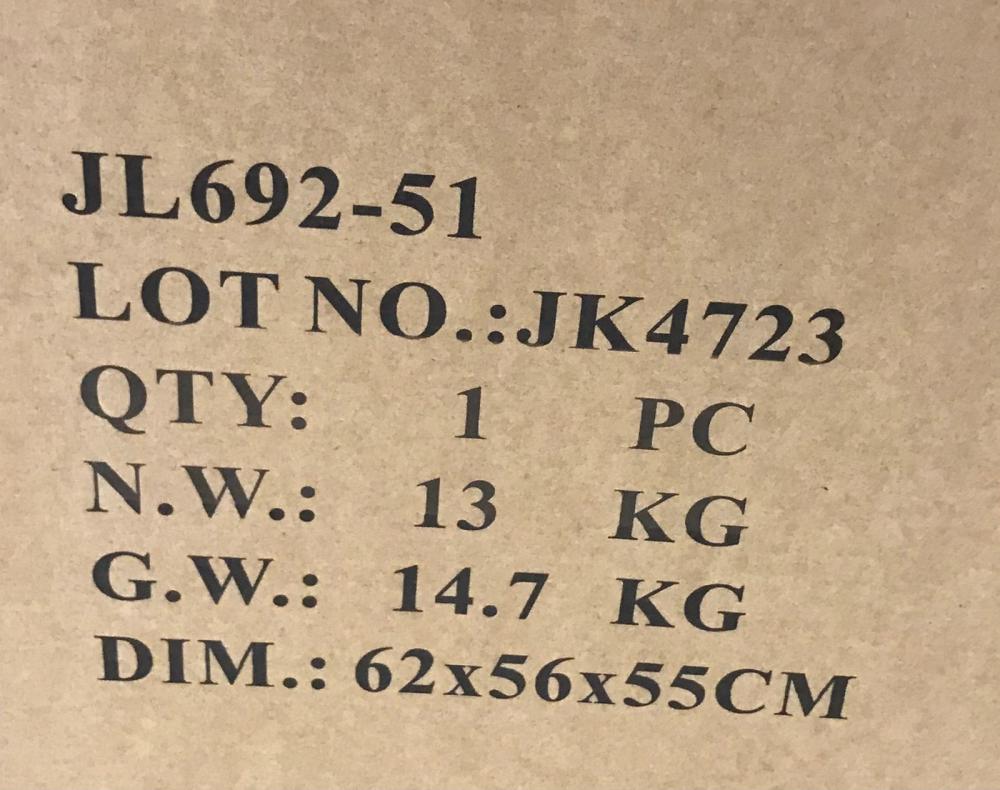 JL692-51
LOT NO.:JK4723
QTY: 1 PC
N.W.: 13 KG
G.W.: 14.7 KG
DIM.: 62x56x55CM